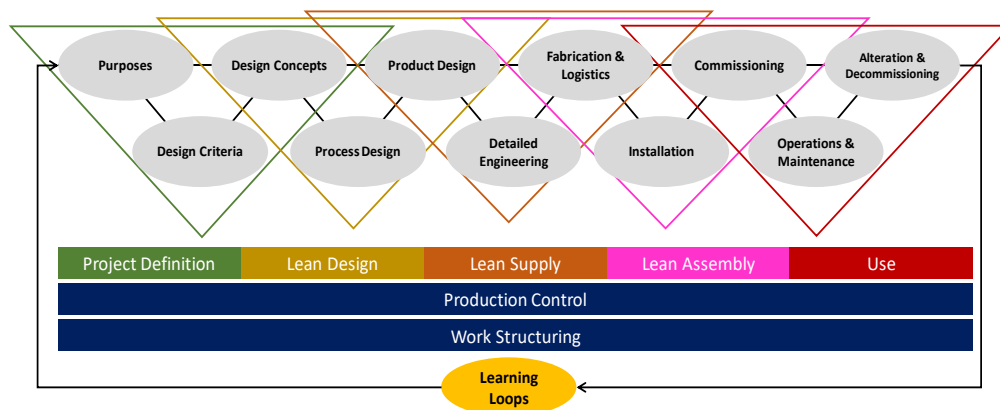 Purposes
Design Concepts
Product Design
Fabrication &
Logistics
Commissioning
Alteration &
Decommissioning
Design Criteria
Process Design
Detailed
Engineering
Installation
Operations &
Maintenance
Project Definition
Lean Design
Lean Supply
Lean Assembly
Use
Production Control
Work Structuring
Learning
Loops